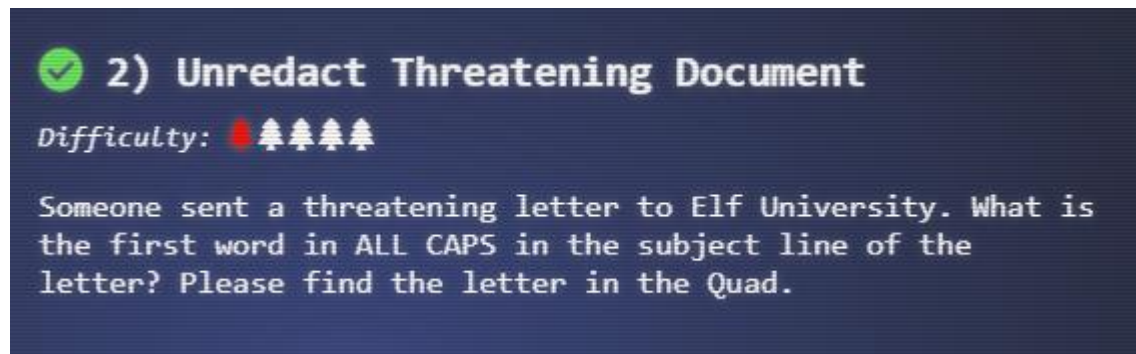 2) Unredact Threatening Document
Difficulty:
Someone sent a threatening letter to Elf University. What is
the first word in ALL CAPS in the subject line of the
letter? Please find the letter in the Quad.